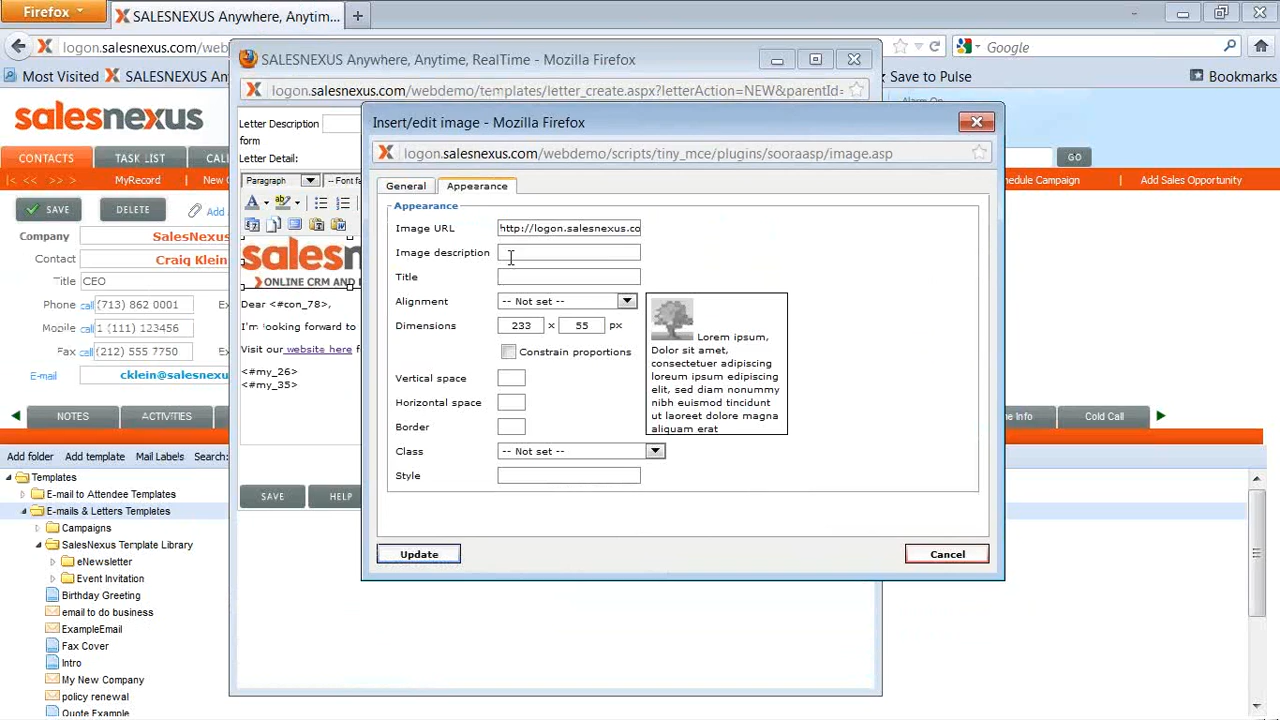 Firefox
SALESNEXUS Anywhere, Anytim...
logon.salesnexus.com/web
Google
Most Visited
SALESNEXUS Any
Save to Pulse
Bookmarks
SALESNEXUS Anywhere, Anytime, RealTime - Mozilla Firefox
logon.salesnexus.com/webdemo/templates/letter_create.aspx?letterAction=NEW&parentId=
Alarm On
salesnexus
CONTACTS
TASK LIST
GO
MyRecord
New
Schedule Campaign
Add Sales Opportunity
SAVE
DELETE
Add
Company
SalesNexus
Contact
Craig Klein
Title
CEO
Phone
call
(713) 862 0001
Mobile
call
1 (111) 123456
Fax
call
(212) 555 7750
E-mail
cklein@salesnexu
NOTES
ACTIVITIES
Cold Call
Add folder
Add template
Mail Labels
Search:
Templates
E-mail to Attendee Templates
E-mails & Letters Templates
Campaigns
SalesNexus Template Library
eNewsletter
Event Invitation
Birthday Greeting
email to do business
ExampleEmail
Fax Cover
Intro
My New Company
policy renewal
Quote Example
Letter Description
form
Letter Detail:
Paragraph
-- Font fa
sales
ONLINE CRM AND
Dear <#con_78>,
I'm looking forward to
Visit our website here f
<#my_26>
<#my_35>
SAVE
HELP
Insert/edit image - Mozilla Firefox
logon.salesnexus.com/webdemo/scripts/tiny_mce/plugins/sooraasp/image.asp
General
Appearance
Appearance
Image URL
http://logon.salesnexus.co
Image description
Title
Alignment
-- Not set --
Dimensions
233 x 55 px
Constrain proportions
Vertical space
Horizontal space
Border
Class
-- Not set --
Style
Lorem ipsum,
Dolor sit amet,
consectetuer adipiscing
loreum ipsum edipiscing
elit, sed diam nonummy
nibh euismod tincidunt
ut laoreet dolore magna
aliquam erat
Update
Cancel